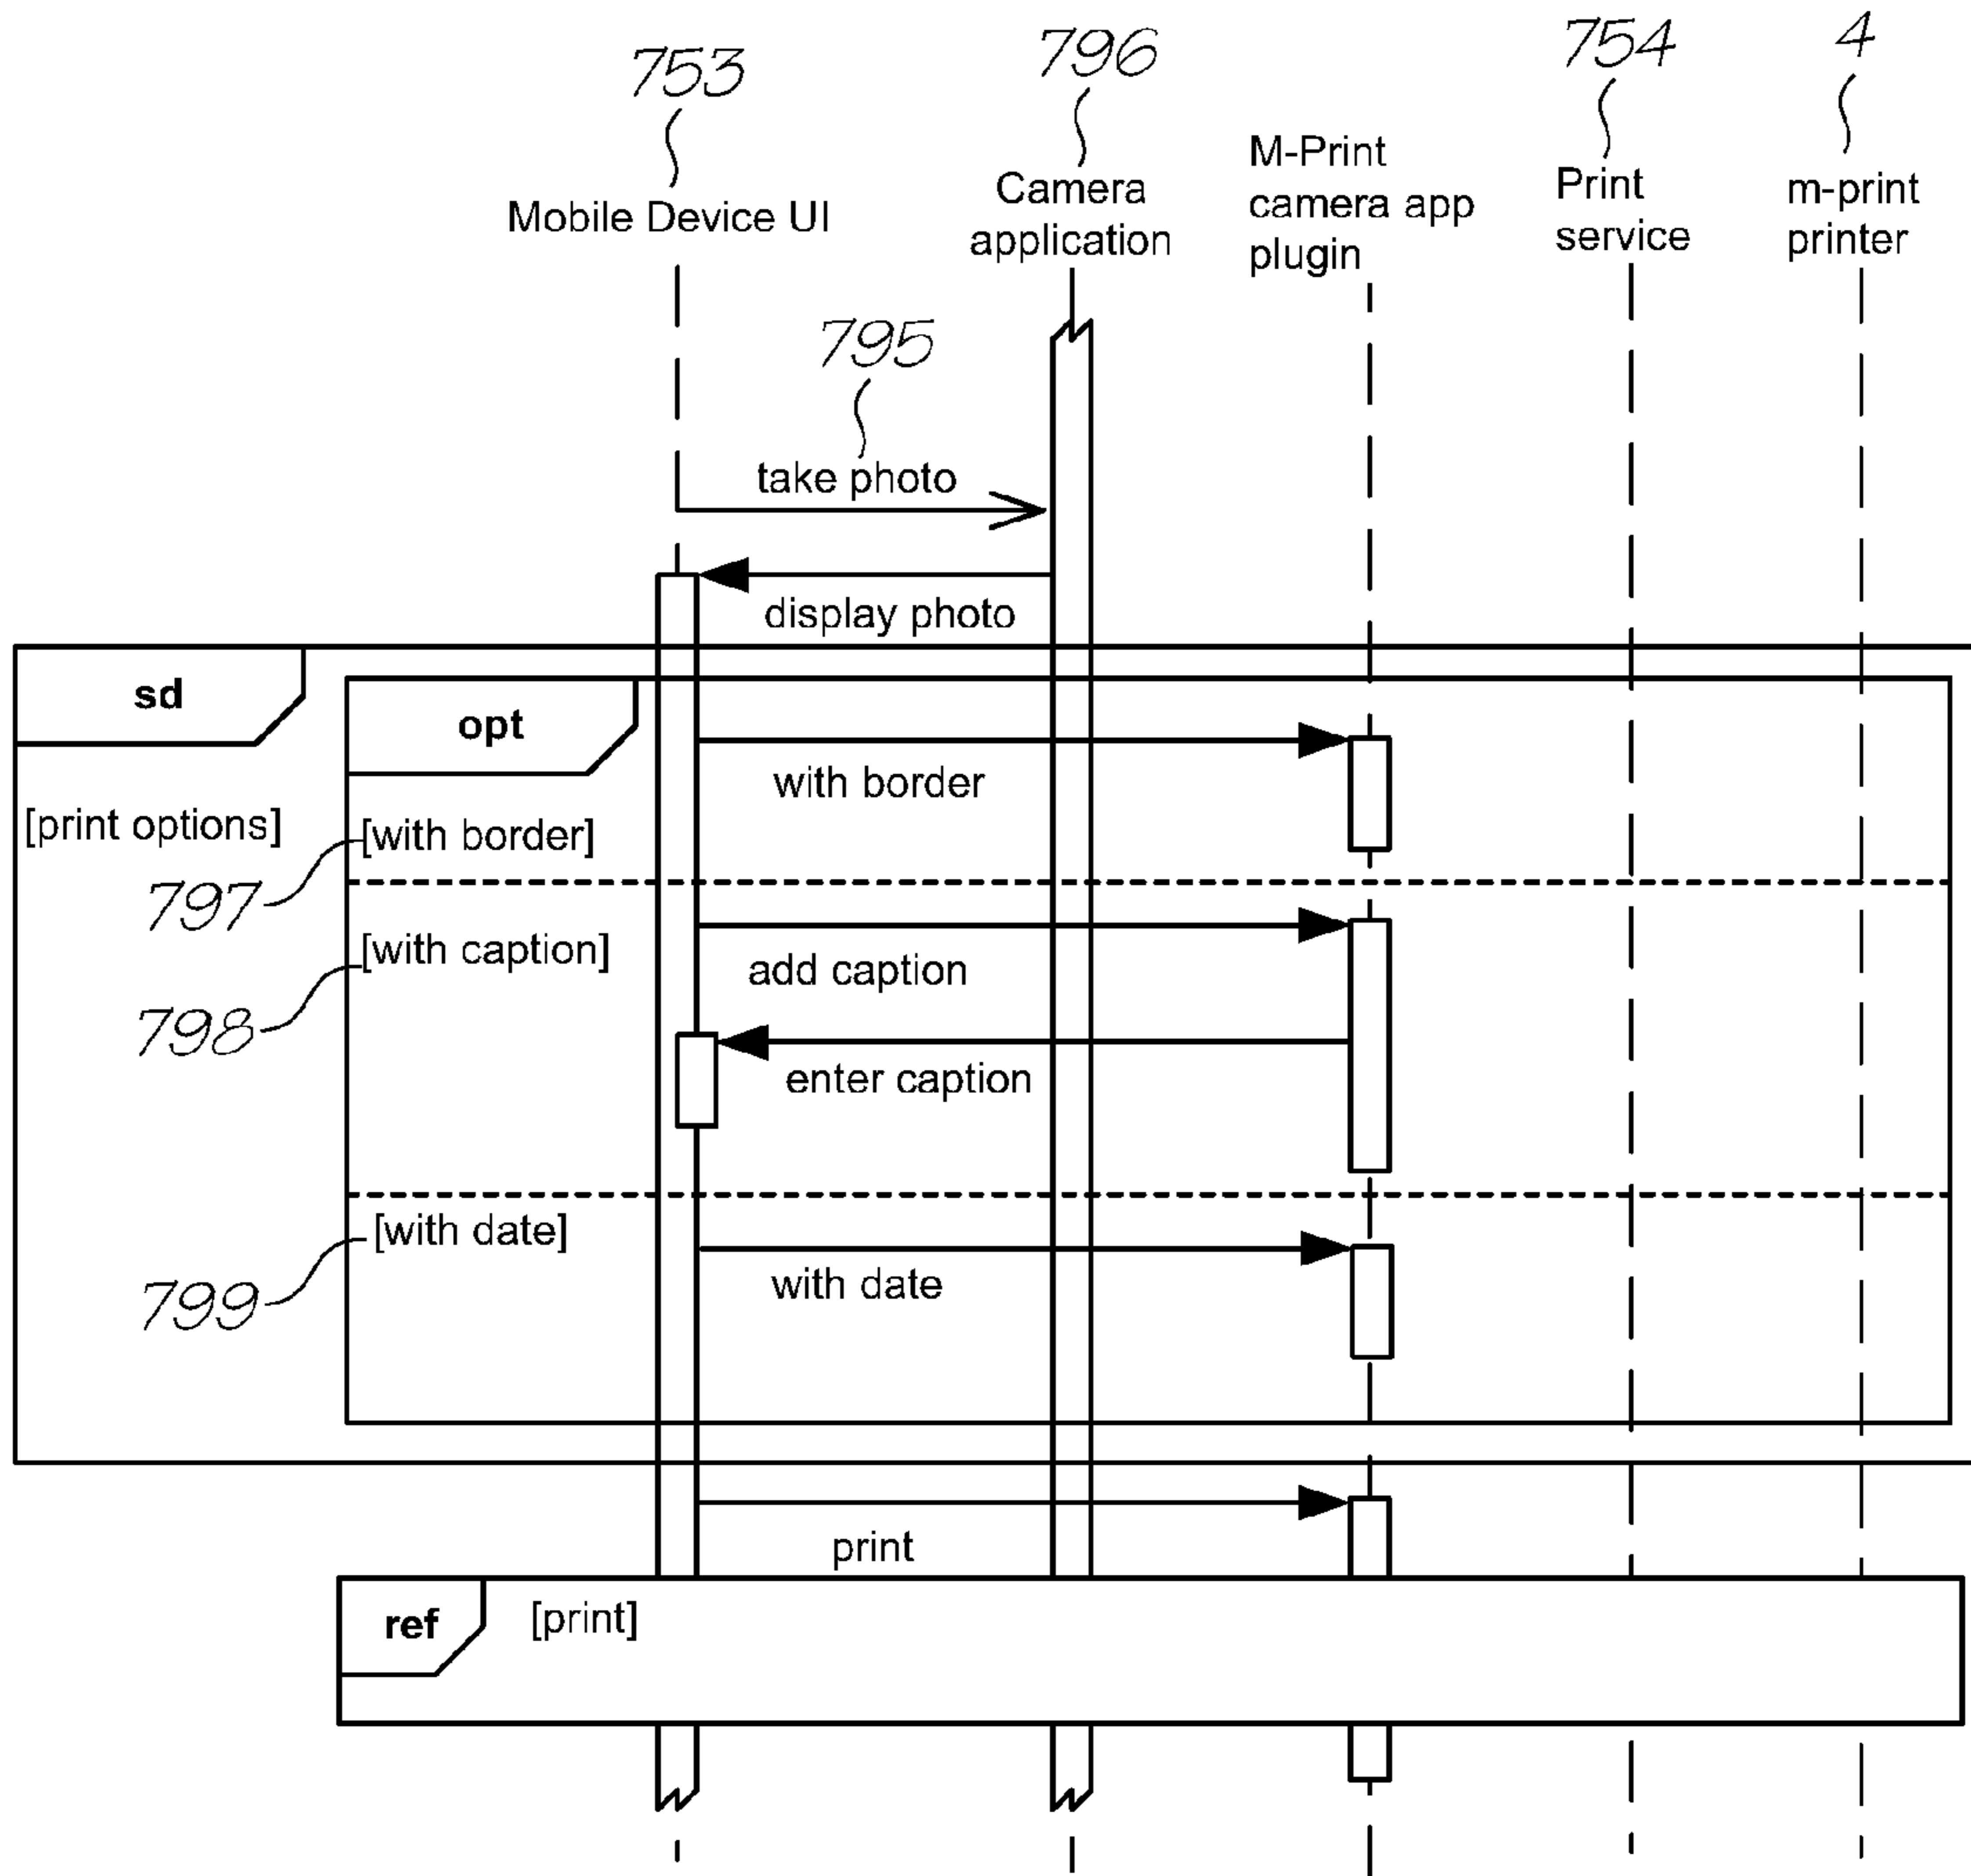 753
796
754
4
Mobile Device UI
Camera
application
M-Print
camera app
plugin
Print
service
m-print
printer
795
take photo
display photo
sd
opt
with border
[print options]
[with border]
797
[with caption]
add caption
798
enter caption
[with date]
with date
799
print
ref
[print]